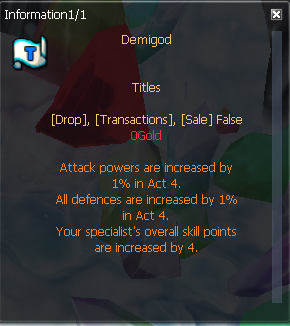 Information1/1
T
Demigod
Titles
[Drop], [Transactions], [Sale] False
0Gold
Attack powers are increased by
1% in Act 4.
All defences are increased by 1%
in Act 4.
Your specialist's overall skill points
are increased by 4.